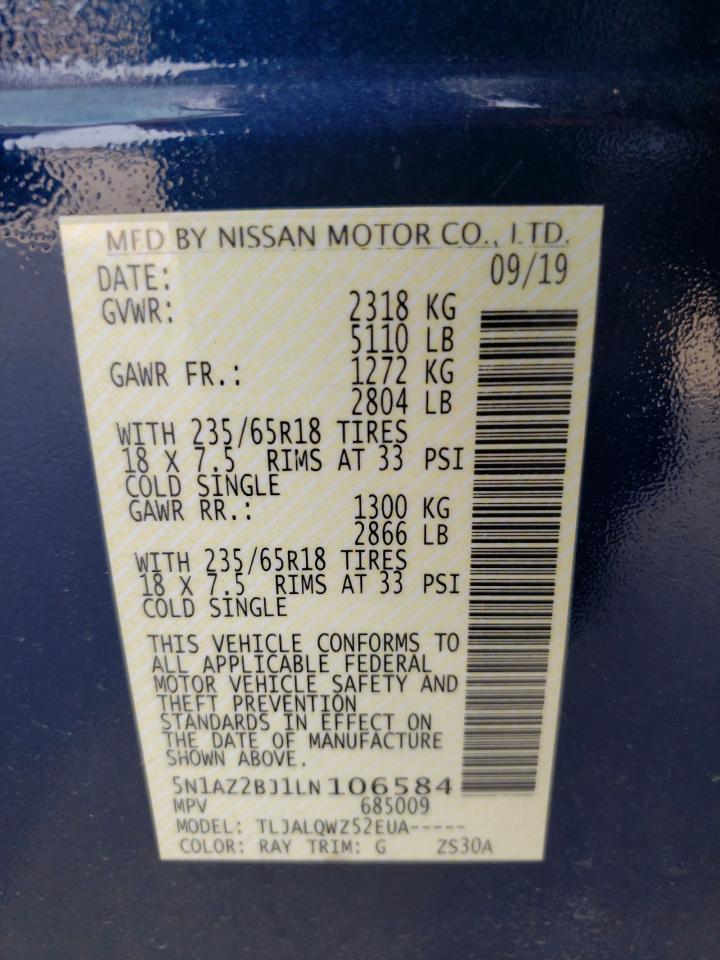 MFD BY NISSAN MOTOR CO., LTD.
DATE: 09/19
GVWR: 2318 KG
5110 LB
GAWR FR.: 1272 KG
2804 LB
WITH 235/65R18 TIRES
18 X 7.5 RIMS AT 33 PSI
COLD SINGLE
GAWR RR.: 1300 KG
2866 LB
WITH 235/65R18 TIRES
18 X 7.5 RIMS AT 33 PSI
COLD SINGLE
THIS VEHICLE CONFORMS TO
ALL APPLICABLE FEDERAL
MOTOR VEHICLE SAFETY AND
THEFT PREVENTION
STANDARDS IN EFFECT ON
THE DATE OF MANUFACTURE
SHOWN ABOVE.
5N1AZ2BJ1LN106584
MPV 685009
MODEL: TLJALQWZ52EUA-----
COLOR: RAY TRIM: G ZS30A